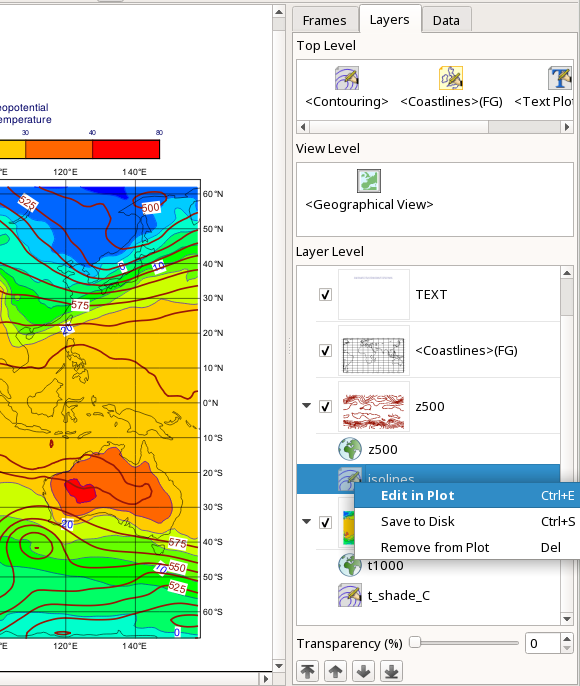 Frames Layers Data
Top Level
<Contouring> <Coastlines>(FG) <Text Plo
View Level
<Geographical View>
Layer Level
TEXT
<Coastlines>(FG)
z500
z500
isolines
Edit in Plot Ctrl+E
Save to Disk Ctrl+S
Remove from Plot Del
t1000
t_shade_C
Transparency (%) 0
eopotential
emperature
30 40 80
°E 120°E 140°E
60°N
50°N
40°N
30°N
20°N
10°N
0°N
10°S
20°S
30°S
40°S
50°S
60°S
525
500
10
575
20
20
575
550
525
0
°E 120°E 140°E